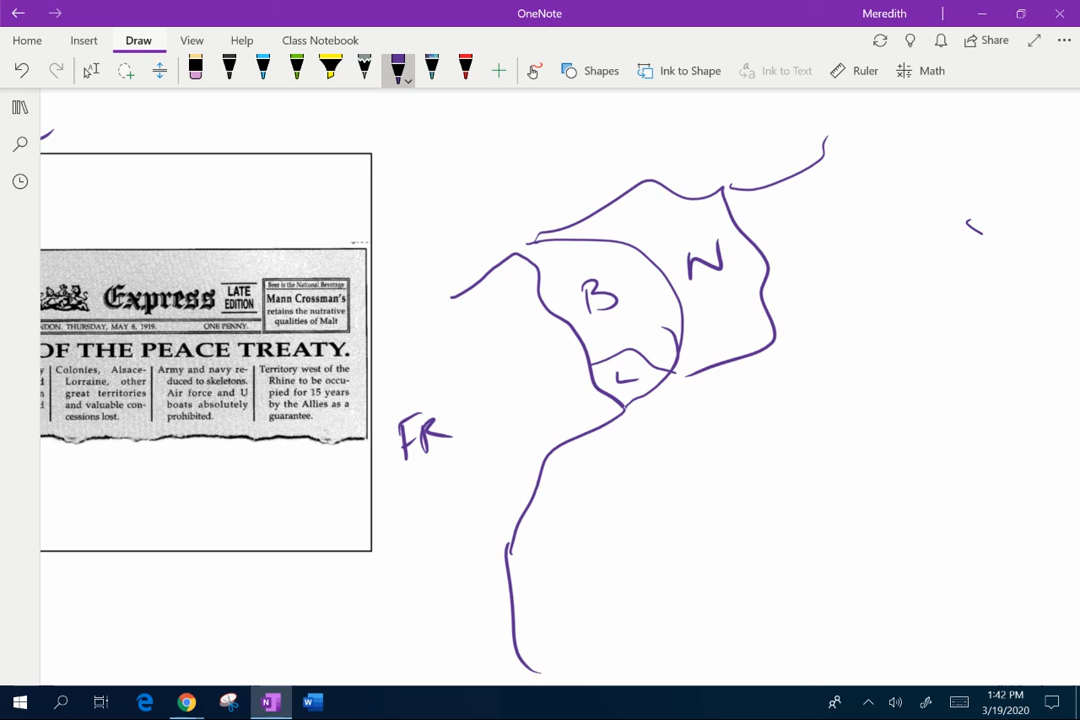 OneNote
Meredith
Home Insert Draw View Help Class Notebook
Share
Shapes Ink to Shape Ink to Text Ruler Math
Express
LATE
EDITION
Beer is the National Beverage
Mann Crossman's
retains the nutrative
qualities of Malt
NDON. THURSDAY, MAY 8, 1919. ONE PENNY.
OF THE PEACE TREATY.
Colonies, Alsace-
Lorraine, other
great territories
and valuable con-
cessions lost.
Army and navy re-
duced to skeletons.
Air force and U
boats absolutely
prohibited.
Territory west of the
Rhine to be occu-
pied for 15 years
by the Allies as a
guarantee.
N
B
L
FR
1:42 PM
3/19/2020